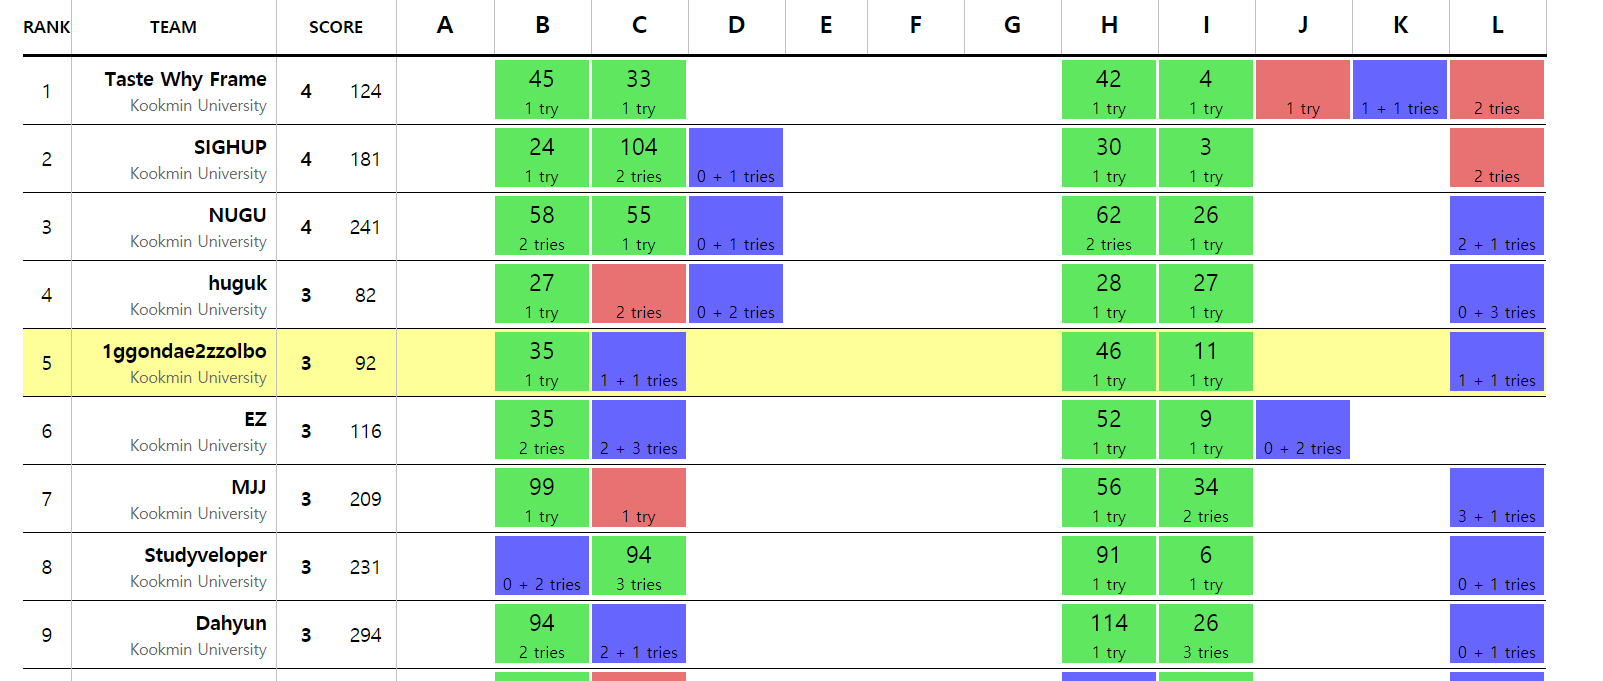 RANK TEAM SCORE A B C D E F G H I J K L
1 Taste Why Frame 4 124 45 33 42 4
Kookmin University 1 try 1 try 1 try 1 try 1 try 1 + 1 tries 2 tries
2 SIGHUP 4 181 24 104 30 3
Kookmin University 1 try 2 tries 0 + 1 tries 1 try 1 try 2 tries
3 NUGU 4 241 58 55 62 26
Kookmin University 2 tries 1 try 0 + 1 tries 2 tries 1 try 2 + 1 tries
4 huguk 3 82 27 28 27
Kookmin University 1 try 2 tries 0 + 2 tries 1 try 1 try 0 + 3 tries
5 1ggondae2zzolbo 3 92 35 46 11
Kookmin University 1 try 1 + 1 tries 1 try 1 try 1 + 1 tries
6 EZ 3 116 35 52 9
Kookmin University 2 tries 2 + 3 tries 1 try 1 try 0 + 2 tries
7 MJJ 3 209 99 56 34
Kookmin University 1 try 1 try 1 try 2 tries 3 + 1 tries
8 Studyveloper 3 231 94 91 6
Kookmin University 0 + 2 tries 3 tries 1 try 1 try 0 + 1 tries
9 Dahyun 3 294 94 114 26
Kookmin University 2 tries 2 + 1 tries 1 try 3 tries 0 + 1 tries